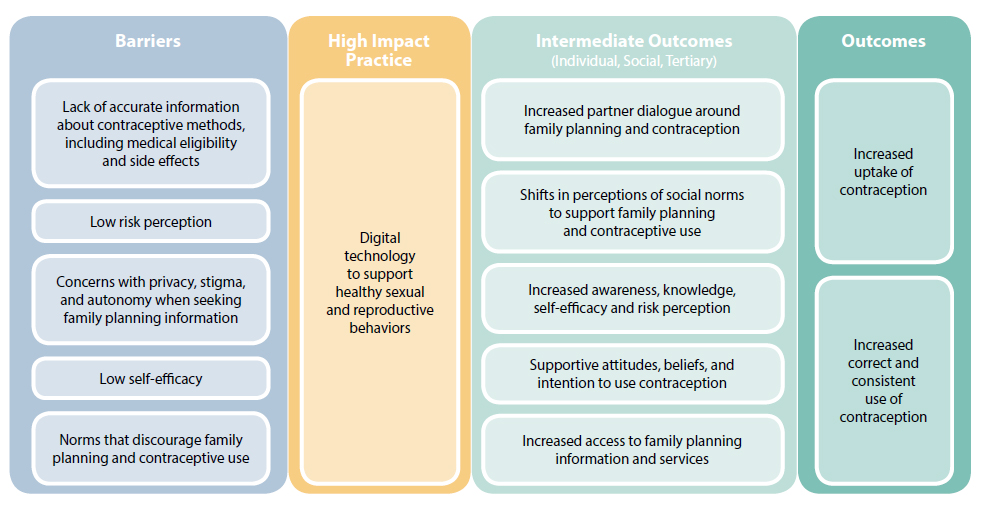 Barriers
Lack of accurate information
about contraceptive methods,
including medical eligibility
and side effects
Low risk perception
Concerns with privacy, stigma,
and autonomy when seeking
family planning information
Low self-efficacy
Norms that discourage family
planning and contraceptive use
High Impact
Practice
Digital
technology
to support
healthy sexual
and reproductive
behaviors
Intermediate Outcomes
(Individual, Social, Tertiary)
Increased partner dialogue around
family planning and contraception
Shifts in perceptions of social norms
to support family planning
and contraceptive use
Increased awareness, knowledge,
self-efficacy and risk perception
Supportive attitudes, beliefs, and
intention to use contraception
Increased access to family planning
information and services
Outcomes
Increased
uptake of
contraception
Increased
correct and
consistent
use of
contraception